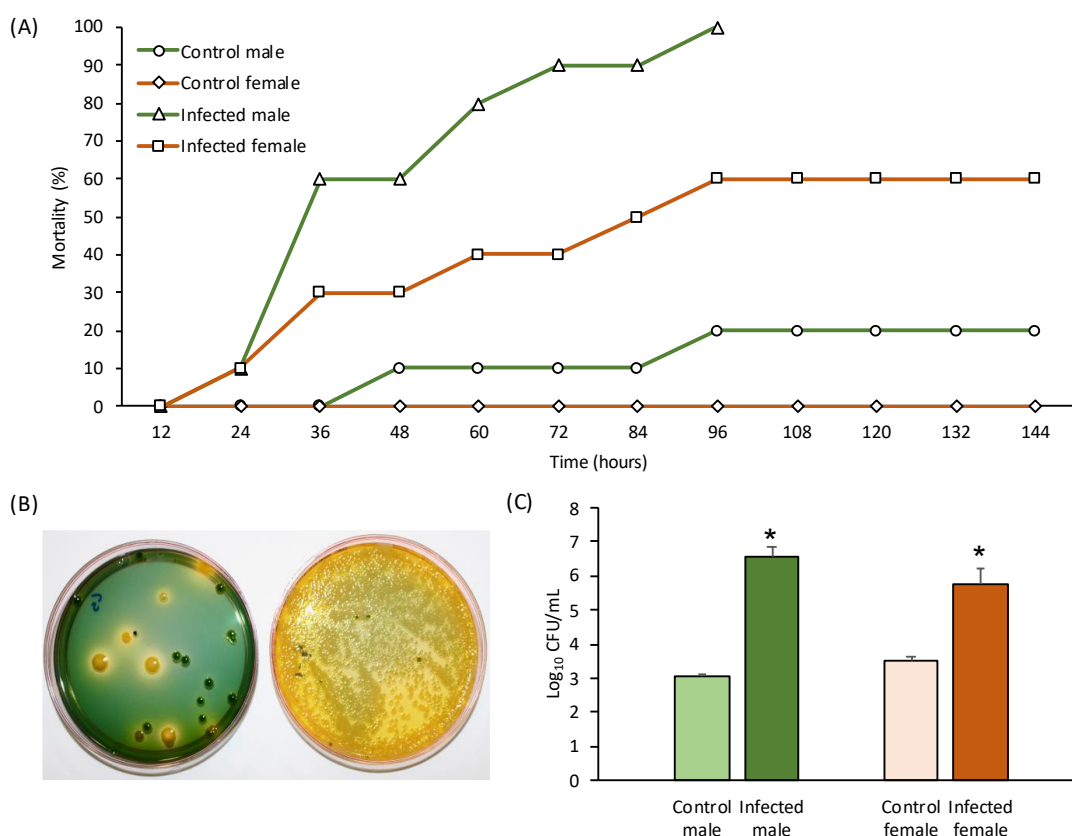 (A)
100
90
80
70
60
50
40
30
20
10
0
Mortality (%)
Control male
Control female
Infected male
Infected female
12 24 36 48 60 72 84 96 108 120 132 144
Time (hours)
(B)
(C)
8
7
6
5
4
3
2
1
0
Log10 CFU/mL
* *
Control male
Infected male
Control female
Infected female